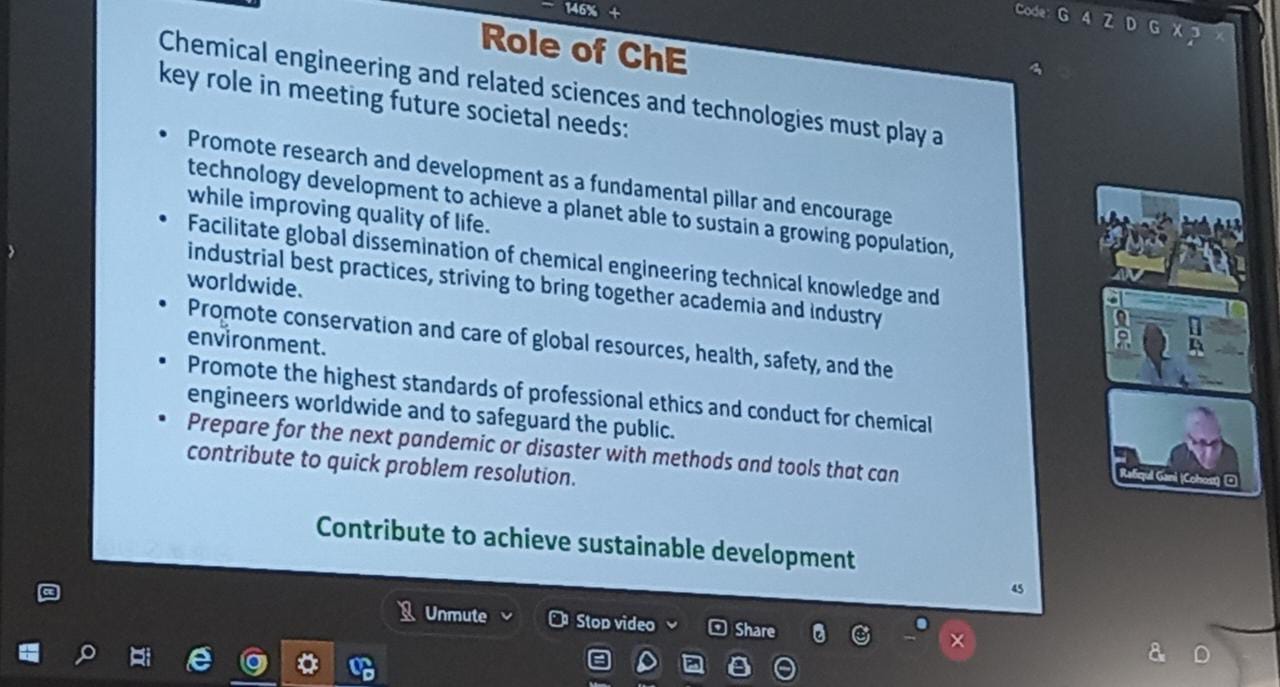 146% +
Code: G 4 Z D G X
Role of ChE
Chemical engineering and related sciences and technologies must play a
key role in meeting future societal needs:
• Promote research and development as a fundamental pillar and encourage
technology development to achieve a planet able to sustain a growing population,
while improving quality of life.
• Facilitate global dissemination of chemical engineering technical knowledge and
industrial best practices, striving to bring together academia and industry
worldwide.
• Promote conservation and care of global resources, health, safety, and the
environment.
• Promote the highest standards of professional ethics and conduct for chemical
engineers worldwide and to safeguard the public.
• Prepare for the next pandemic or disaster with methods and tools that can
contribute to quick problem resolution.
Contribute to achieve sustainable development
45
Rafiqul Gani (Cohost)
CC
Unmute
Stop video
Share